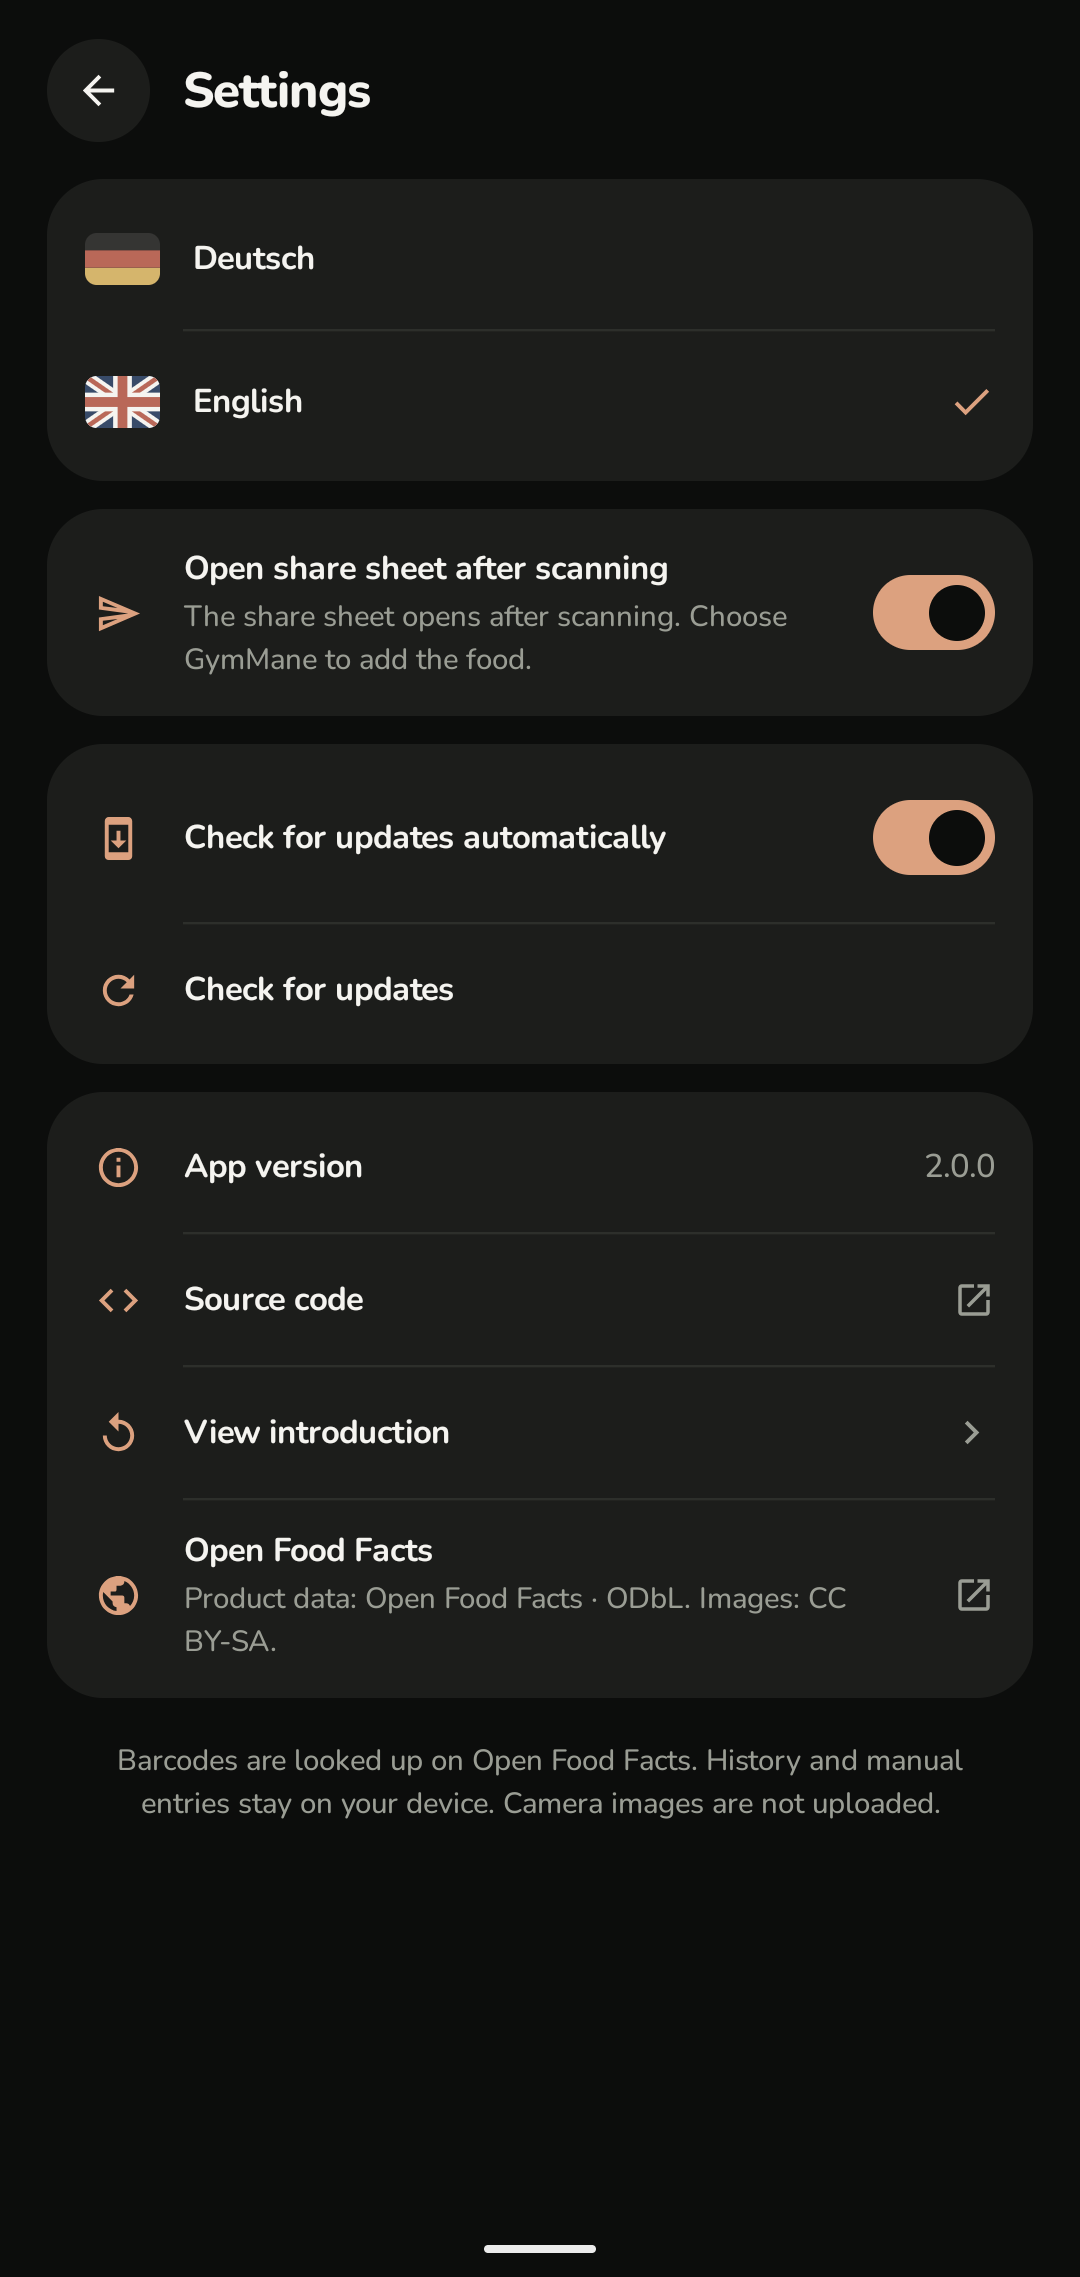 Settings
Deutsch
English
Open share sheet after scanning
The share sheet opens after scanning. Choose
GymMane to add the food.
Check for updates automatically
Check for updates
App version
2.0.0
Source code
View introduction
Open Food Facts
Product data: Open Food Facts · ODbL. Images: CC
BY-SA.
Barcodes are looked up on Open Food Facts. History and manual
entries stay on your device. Camera images are not uploaded.